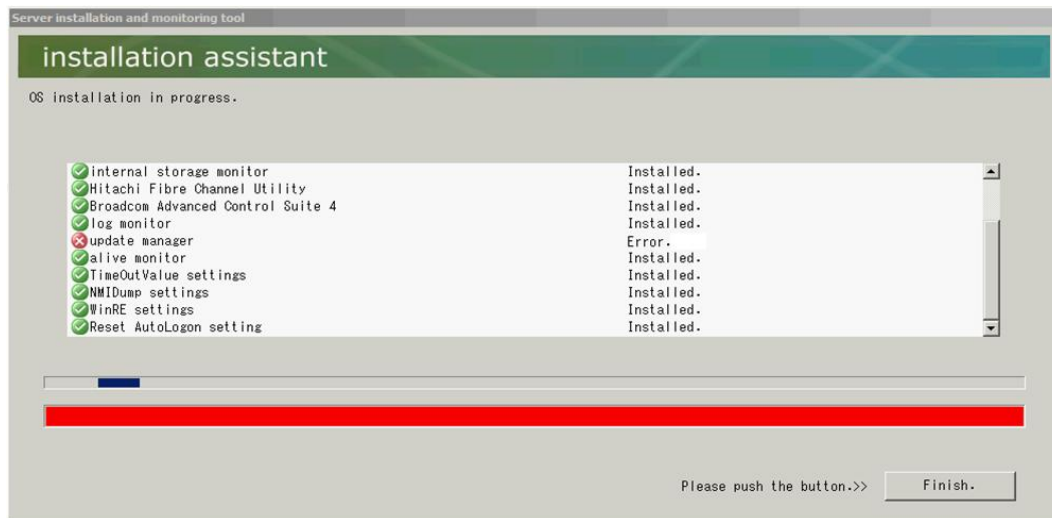 Server installation and monitoring tool
installation assistant
OS installation in progress.
internal storage monitor Installed.
Hitachi Fibre Channel Utility Installed.
Broadcom Advanced Control Suite 4 Installed.
log monitor Installed.
update manager Error.
alive monitor Installed.
TimeOutValue settings Installed.
NMIDump settings Installed.
WinRE settings Installed.
Reset AutoLogon setting Installed.
Please push the button.>> Finish.